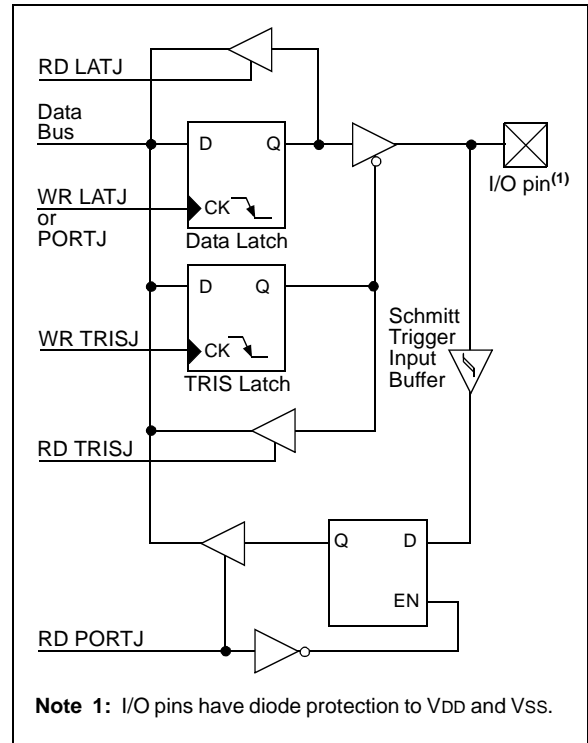 RD LATJ
Data
Bus
D
Q
I/O pin(1)
WR LATJ
or
PORTJ
CK
Data Latch
D
Q
WR TRISJ
CK
TRIS Latch
Schmitt
Trigger
Input
Buffer
RD TRISJ
Q
D
EN
RD PORTJ
Note 1: I/O pins have diode protection to VDD and VSS.